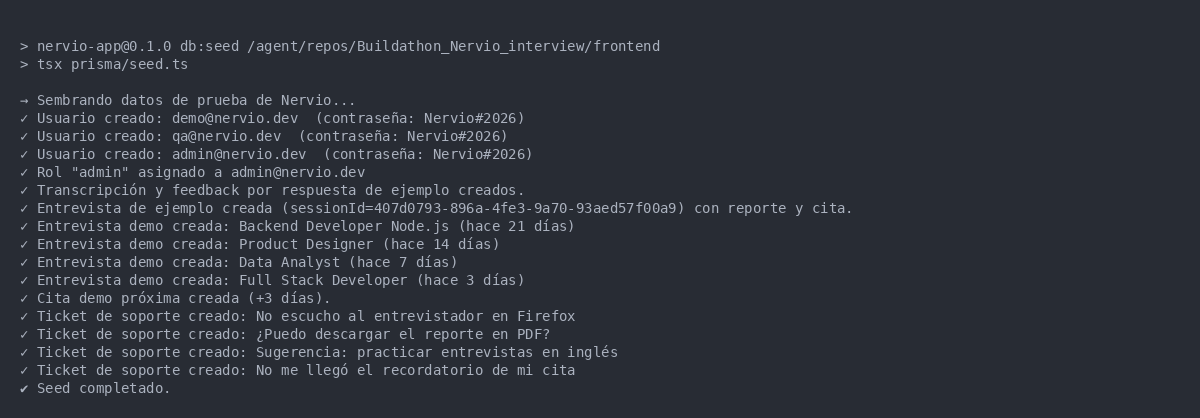 > nervio-app@0.1.0 db:seed /agent/repos/Buildathon_Nervio_interview/frontend
> tsx prisma/seed.ts
→ Sembrando datos de prueba de Nervio...
✓ Usuario creado: demo@nervio.dev  (contraseña: Nervio#2026)
✓ Usuario creado: qa@nervio.dev  (contraseña: Nervio#2026)
✓ Usuario creado: admin@nervio.dev  (contraseña: Nervio#2026)
✓ Rol "admin" asignado a admin@nervio.dev
✓ Transcripción y feedback por respuesta de ejemplo creados.
✓ Entrevista de ejemplo creada (sessionId=407d0793-896a-4fe3-9a70-93aed57f00a9) con reporte y cita.
✓ Entrevista demo creada: Backend Developer Node.js (hace 21 días)
✓ Entrevista demo creada: Product Designer (hace 14 días)
✓ Entrevista demo creada: Data Analyst (hace 7 días)
✓ Entrevista demo creada: Full Stack Developer (hace 3 días)
✓ Cita demo próxima creada (+3 días).
✓ Ticket de soporte creado: No escucho al entrevistador en Firefox
✓ Ticket de soporte creado: ¿Puedo descargar el reporte en PDF?
✓ Ticket de soporte creado: Sugerencia: practicar entrevistas en inglés
✓ Ticket de soporte creado: No me llegó el recordatorio de mi cita
✔ Seed completado.